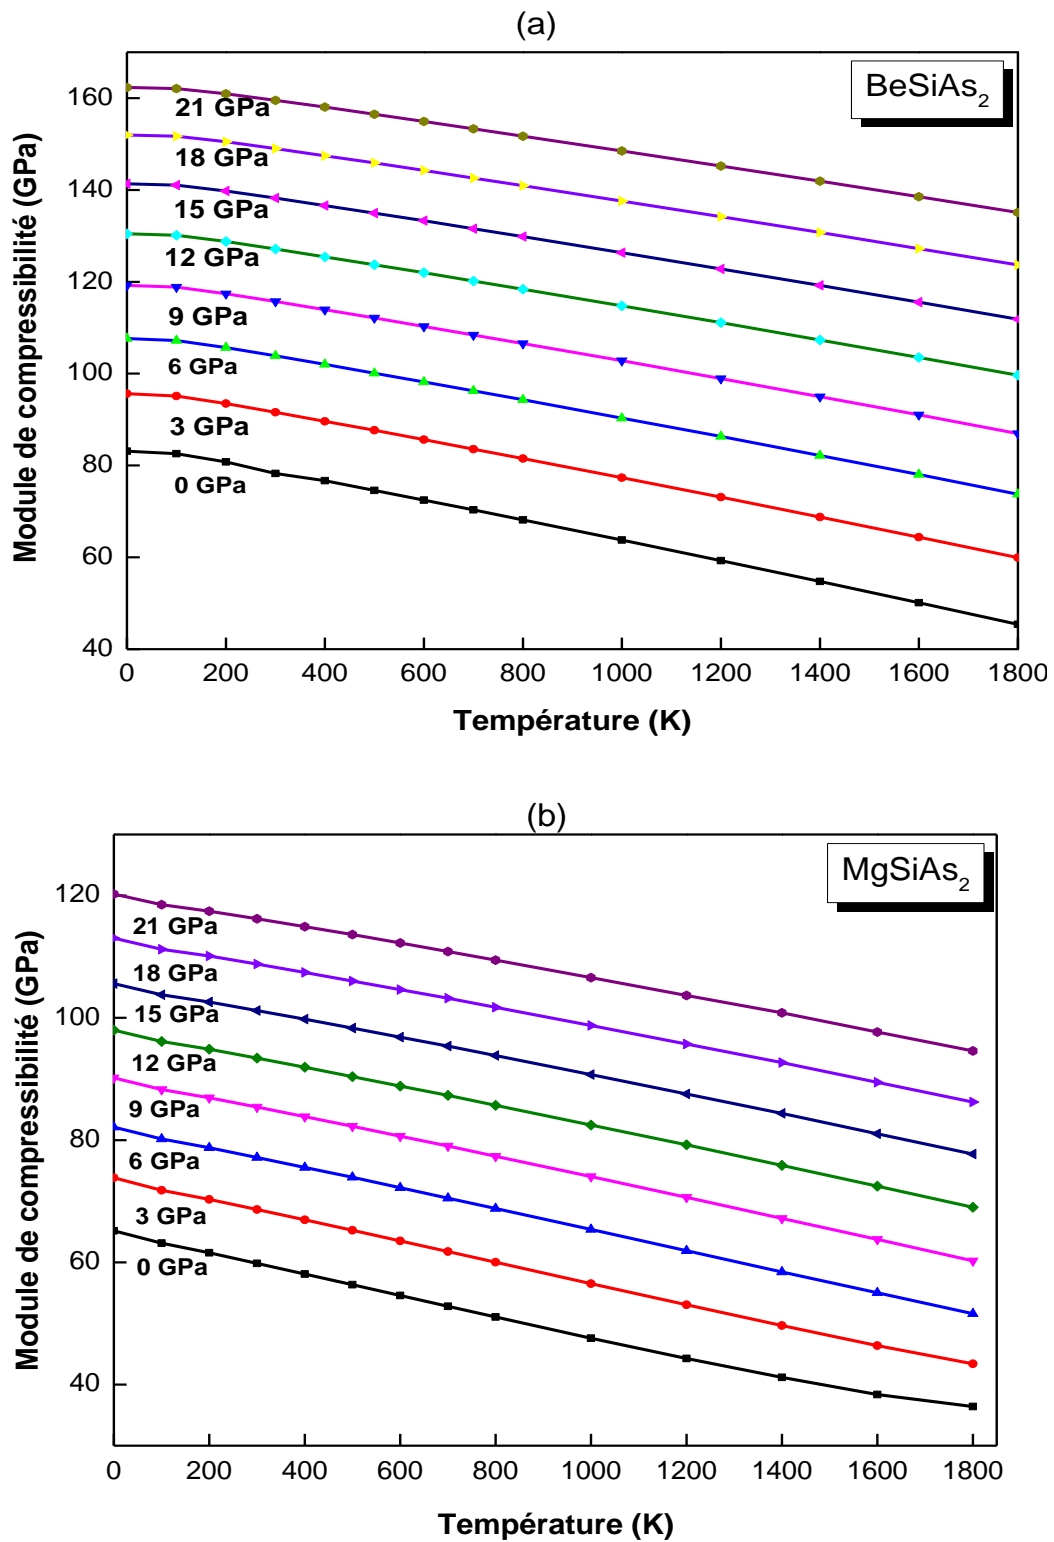 (a)
BeSiAs2
160
140
120
100
80
60
40
21 GPa
18 GPa
15 GPa
12 GPa
9 GPa
6 GPa
3 GPa
0 GPa
Module de compressibilité (GPa)
0 200 400 600 800 1000 1200 1400 1600 1800
Température (K)
(b)
MgSiAs2
120
100
80
60
40
21 GPa
18 GPa
15 GPa
12 GPa
9 GPa
6 GPa
3 GPa
0 GPa
Module de compressibilité (GPa)
0 200 400 600 800 1000 1200 1400 1600 1800
Température (K)